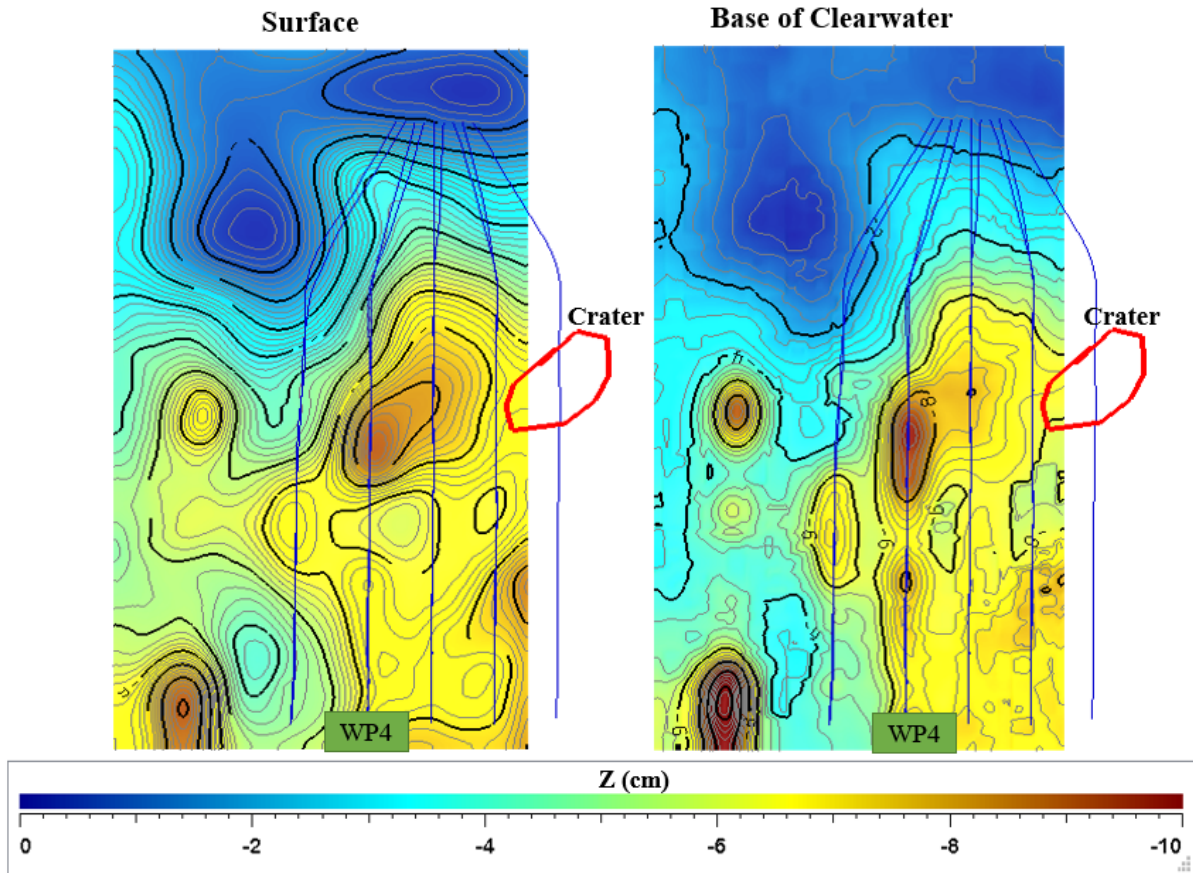 Surface
Base of Clearwater
Crater
Crater
WP4
WP4
Z (cm)
0 -2 -4 -6 -8 -10